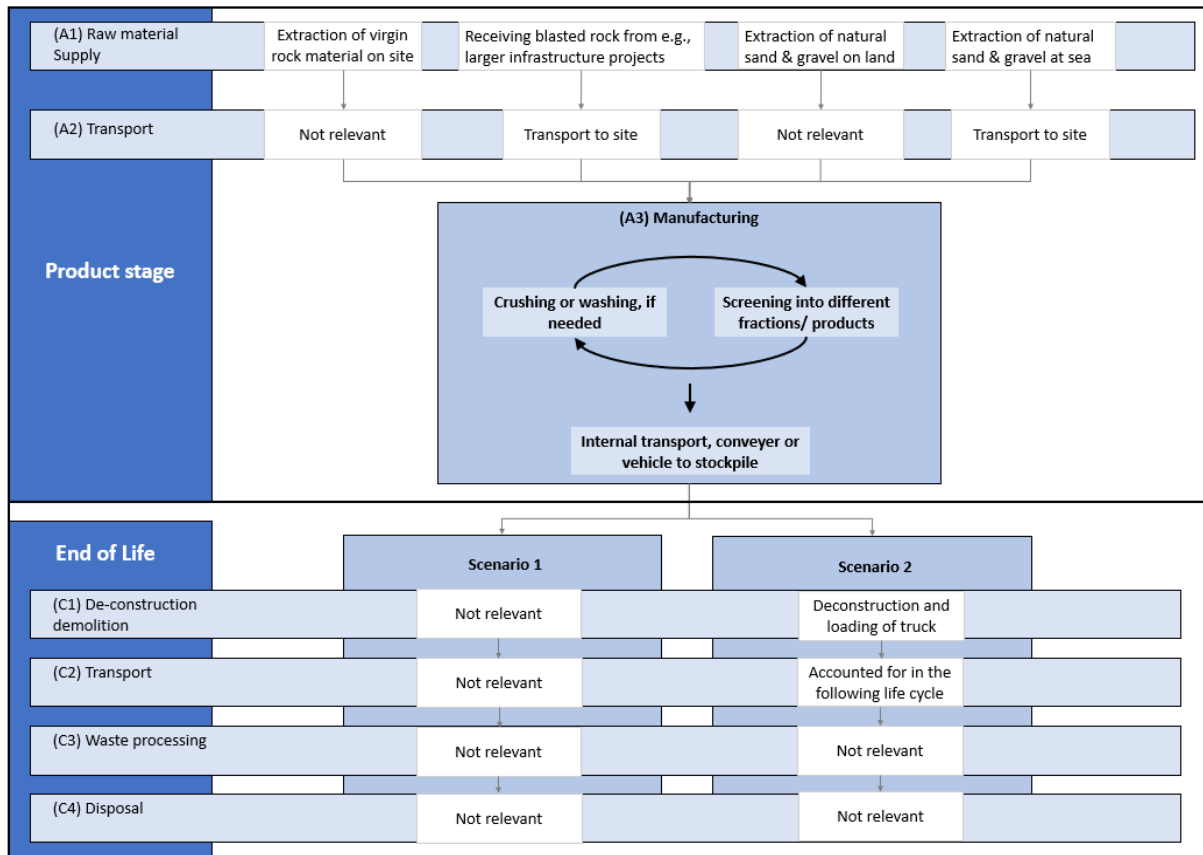 (A1) Raw material
Supply
Extraction of virgin
rock material on site
Receiving blasted rock from e.g.,
larger infrastructure projects
Extraction of natural
sand & gravel on land
Extraction of natural
sand & gravel at sea
(A2) Transport
Not relevant
Transport to site
Not relevant
Transport to site
Product stage
(A3) Manufacturing
Crushing or washing, if
needed
Screening into different
fractions/ products
Internal transport, conveyer or
vehicle to stockpile
End of Life
Scenario 1
Scenario 2
(C1) De-construction
demolition
Not relevant
Deconstruction and
loading of truck
(C2) Transport
Not relevant
Accounted for in the
following life cycle
(C3) Waste processing
Not relevant
Not relevant
(C4) Disposal
Not relevant
Not relevant